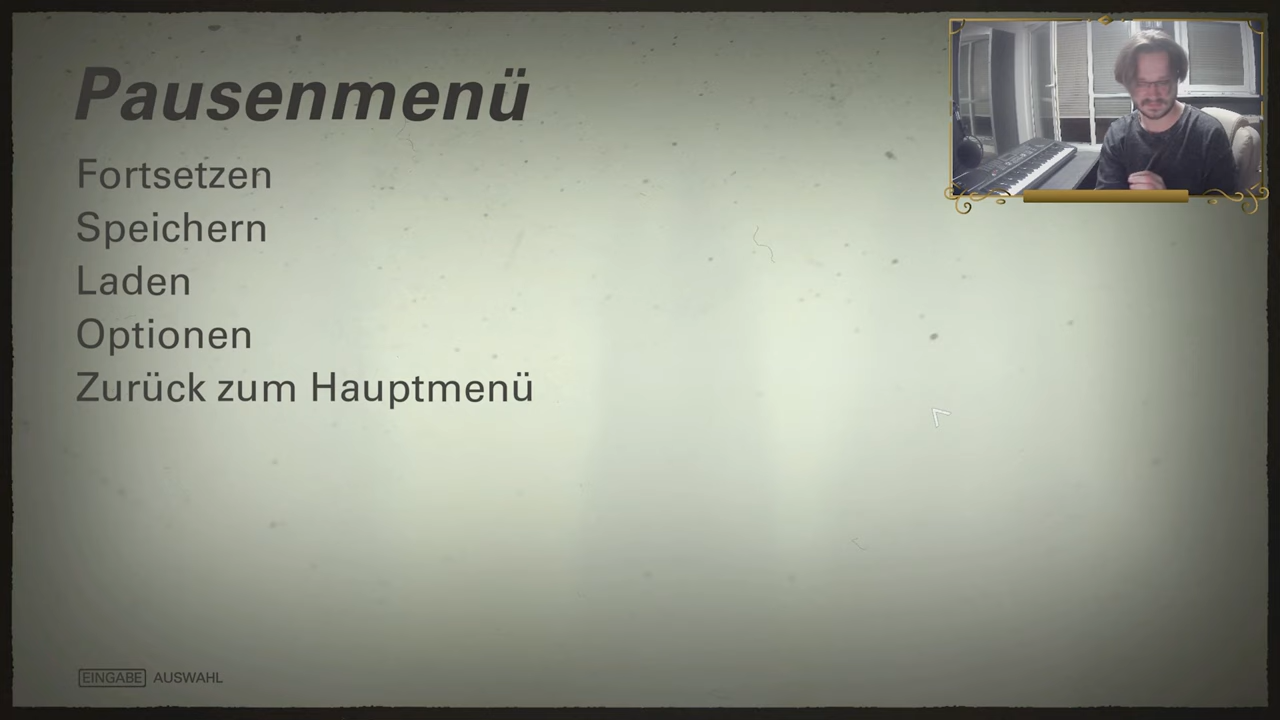 Pausenmenü
Fortsetzen
Speichern
Laden
Optionen
Zurück zum Hauptmenü
EINGABE AUSWAHL